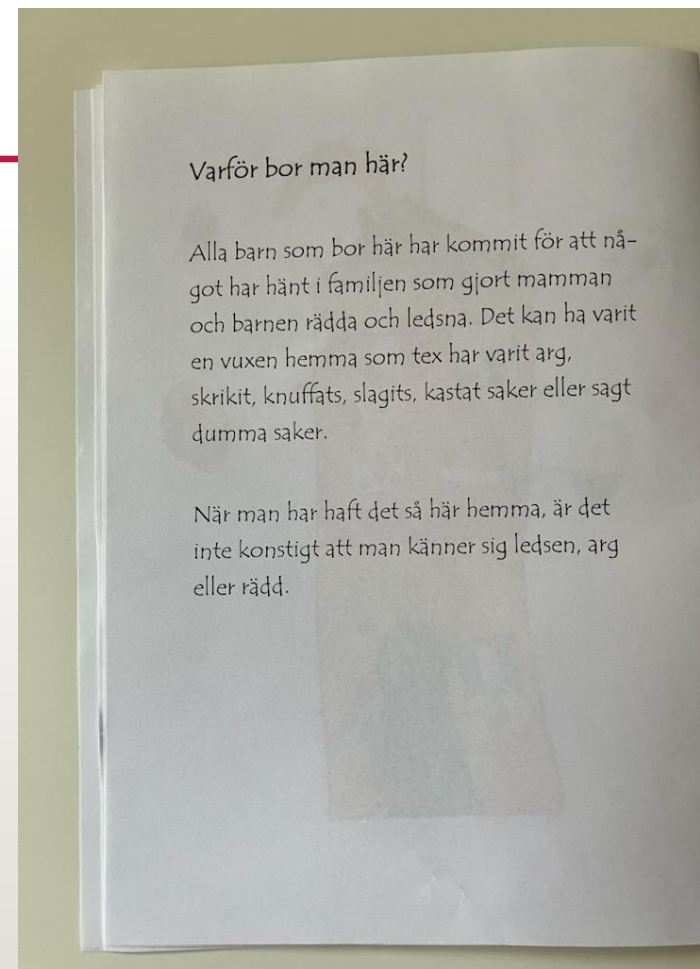 Varför bor man här?
Alla barn som bor här har kommit för att nå-
got har hänt i familjen som gjort mamman
och barnen rädda och ledsna. Det kan ha varit
en vuxen hemma som tex har varit arg,
skrikit, knuffats, slagits, kastat saker eller sagt
dumma saker.
När man har haft det så här hemma, är det
inte konstigt att man känner sig ledsen, arg
eller rädd.